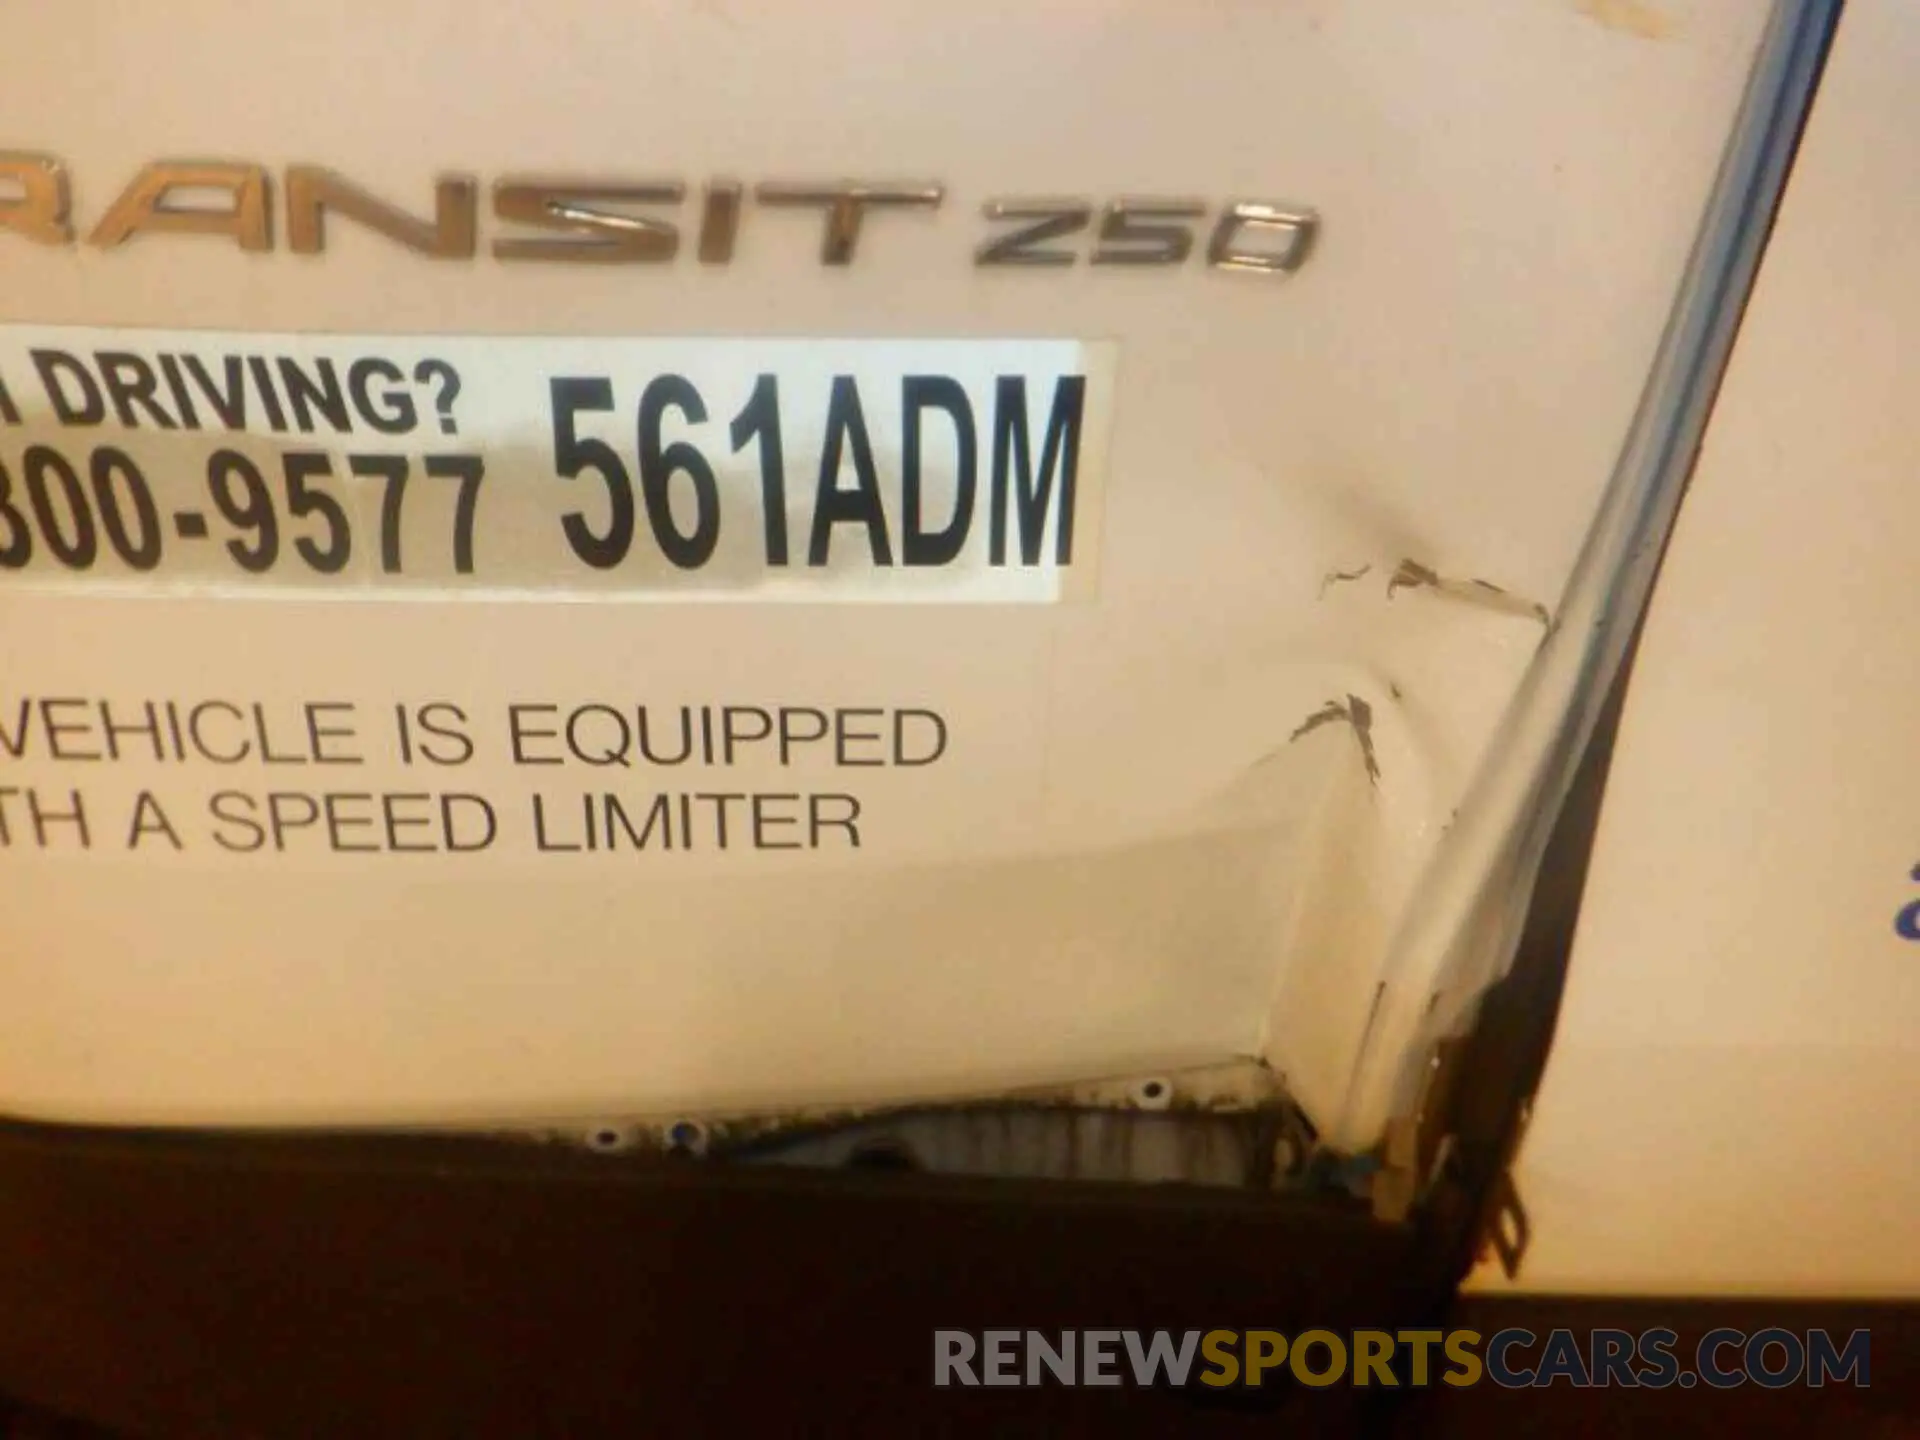 RANSIT 250
DRIVING?
800-9577 561ADM
VEHICLE IS EQUIPPED
TH A SPEED LIMITER
RENEWSPORTSCARS.COM